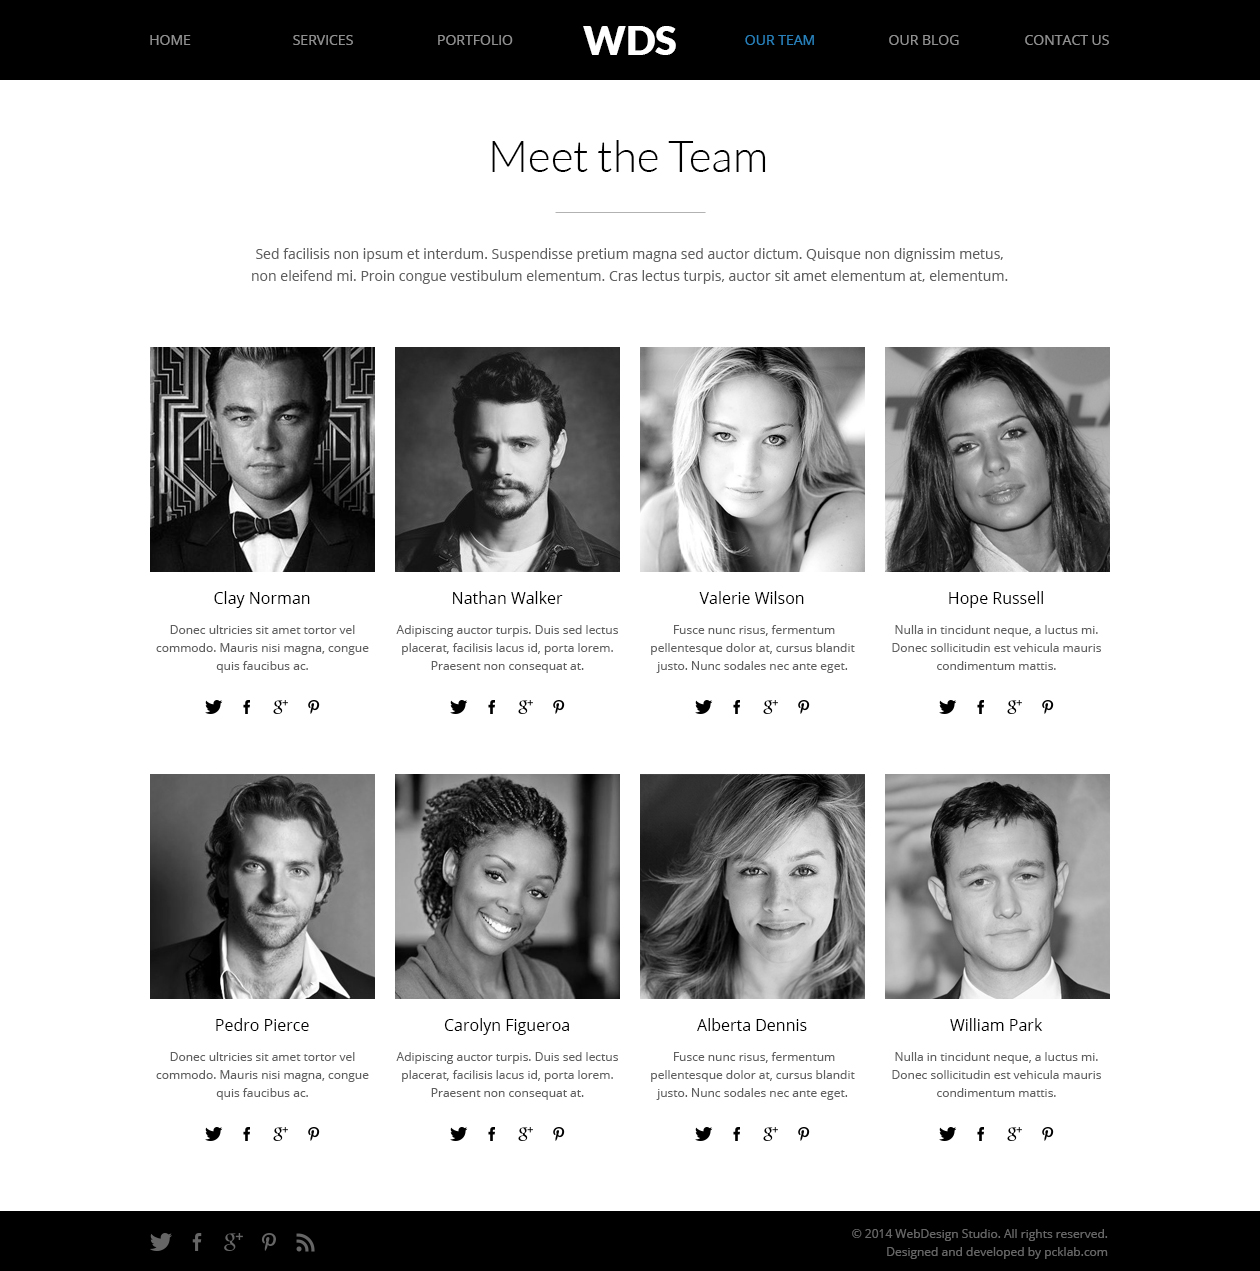 HOME SERVICES PORTFOLIO WDS OUR TEAM OUR BLOG CONTACT US
Meet the Team
Sed facilisis non ipsum et interdum. Suspendisse pretium magna sed auctor dictum. Quisque non dignissim metus,
non eleifend mi. Proin congue vestibulum elementum. Cras lectus turpis, auctor sit amet elementum at, elementum.
Clay Norman
Donec ultricies sit amet tortor vel
commodo. Mauris nisi magna, congue
quis faucibus ac.
Nathan Walker
Adipiscing auctor turpis. Duis sed lectus
placerat, facilisis lacus id, porta lorem.
Praesent non consequat at.
Valerie Wilson
Fusce nunc risus, fermentum
pellentesque dolor at, cursus blandit
justo. Nunc sodales nec ante eget.
Hope Russell
Nulla in tincidunt neque, a luctus mi.
Donec sollicitudin est vehicula mauris
condimentum mattis.
Pedro Pierce
Donec ultricies sit amet tortor vel
commodo. Mauris nisi magna, congue
quis faucibus ac.
Carolyn Figueroa
Adipiscing auctor turpis. Duis sed lectus
placerat, facilisis lacus id, porta lorem.
Praesent non consequat at.
Alberta Dennis
Fusce nunc risus, fermentum
pellentesque dolor at, cursus blandit
justo. Nunc sodales nec ante eget.
William Park
Nulla in tincidunt neque, a luctus mi.
Donec sollicitudin est vehicula mauris
condimentum mattis.
© 2014 WebDesign Studio. All rights reserved.
Designed and developed by pcklab.com